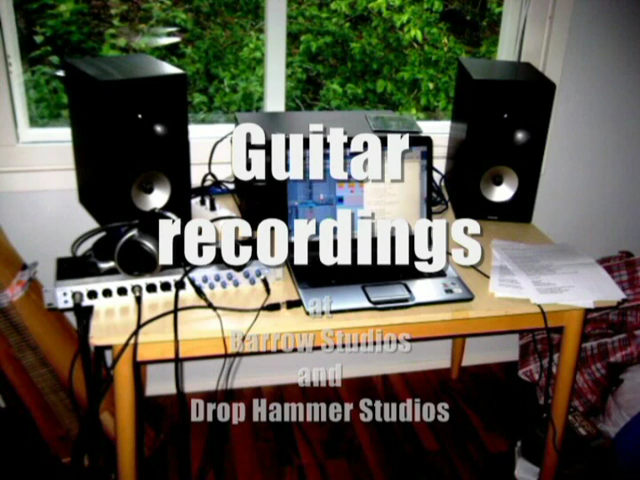 Guitar
recordings
at
Barrow Studios
and
Drop Hammer Studios